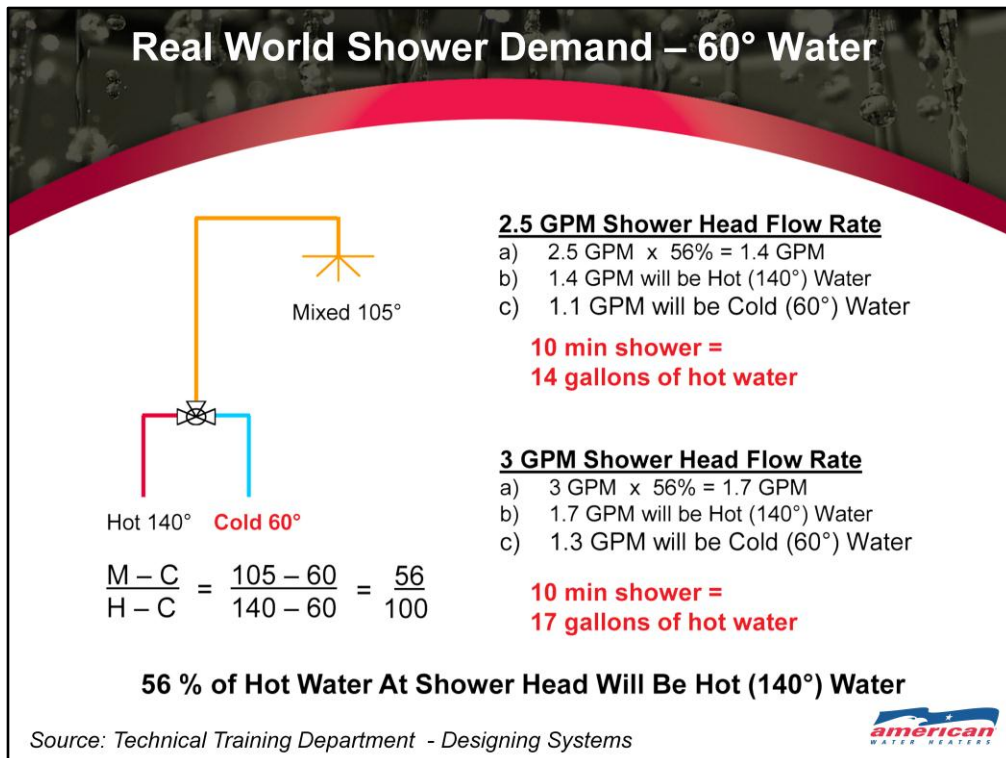 Real World Shower Demand – 60° Water
Mixed 105°
Hot 140° Cold 60°
M – C = 105 – 60 = 56
H – C 140 – 60 100
2.5 GPM Shower Head Flow Rate
a) 2.5 GPM x 56% = 1.4 GPM
b) 1.4 GPM will be Hot (140°) Water
c) 1.1 GPM will be Cold (60°) Water
10 min shower =
14 gallons of hot water
3 GPM Shower Head Flow Rate
a) 3 GPM x 56% = 1.7 GPM
b) 1.7 GPM will be Hot (140°) Water
c) 1.3 GPM will be Cold (60°) Water
10 min shower =
17 gallons of hot water
56 % of Hot Water At Shower Head Will Be Hot (140°) Water
Source: Technical Training Department - Designing Systems
american
WATER HEATERS